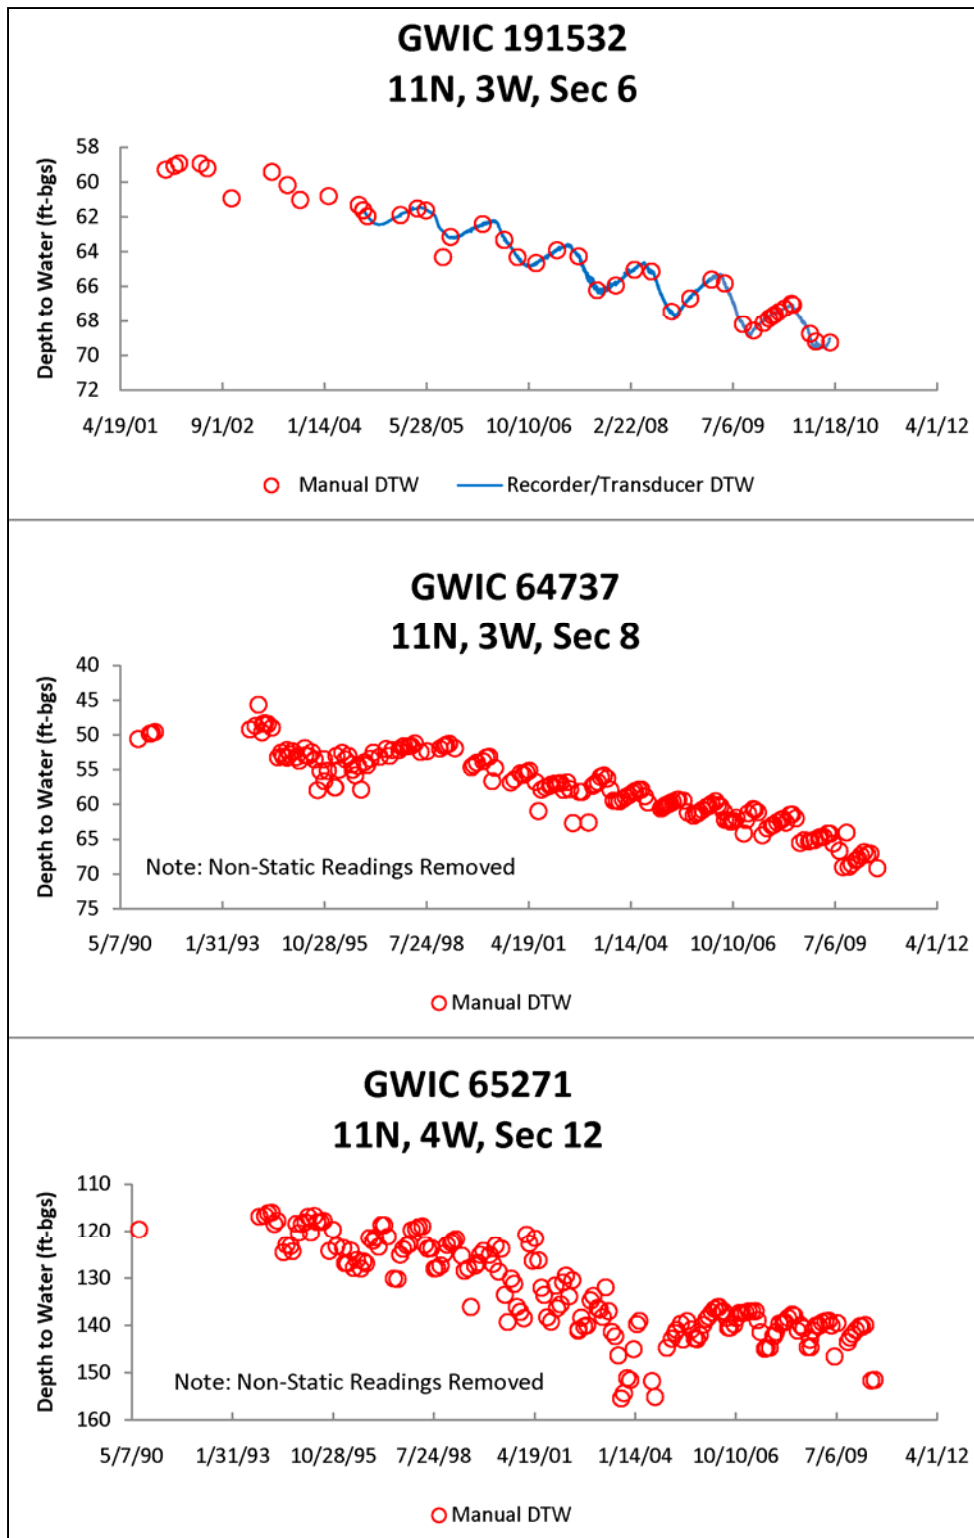 GWIC 191532
11N, 3W, Sec 6
Depth to Water (ft-bgs)
58
60
62
64
66
68
70
72
4/19/01 9/1/02 1/14/04 5/28/05 10/10/06 2/22/08 7/6/09 11/18/10 4/1/12
Manual DTW Recorder/Transducer DTW
GWIC 64737
11N, 3W, Sec 8
Depth to Water (ft-bgs)
40
45
50
55
60
65
70
75
Note: Non-Static Readings Removed
5/7/90 1/31/93 10/28/95 7/24/98 4/19/01 1/14/04 10/10/06 7/6/09 4/1/12
Manual DTW
GWIC 65271
11N, 4W, Sec 12
Depth to Water (ft-bgs)
110
120
130
140
150
160
Note: Non-Static Readings Removed
5/7/90 1/31/93 10/28/95 7/24/98 4/19/01 1/14/04 10/10/06 7/6/09 4/1/12
Manual DTW